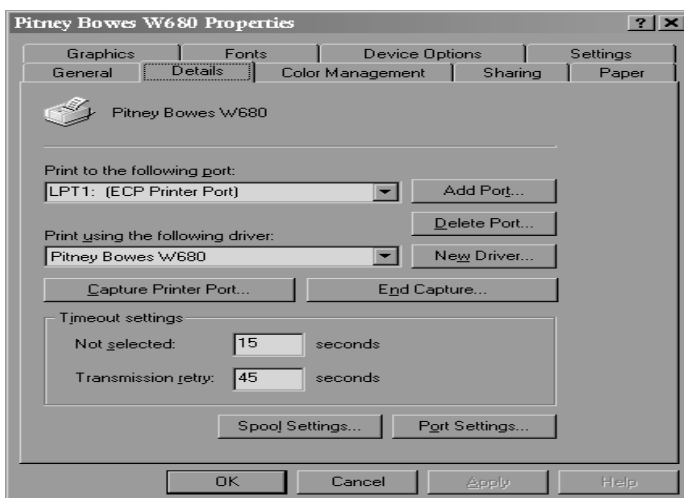 Pitney Bowes W680 Properties
Graphics Fonts Device Options Settings
General Details Color Management Sharing Paper
Pitney Bowes W680
Print to the following port:
LPT1: (ECP Printer Port)
Add Port...
Delete Port...
Print using the following driver:
Pitney Bowes W680
New Driver...
Capture Printer Port... End Capture...
Timeout settings
Not selected: 15 seconds
Transmission retry: 45 seconds
Spool Settings... Port Settings...
OK Cancel Apply Help